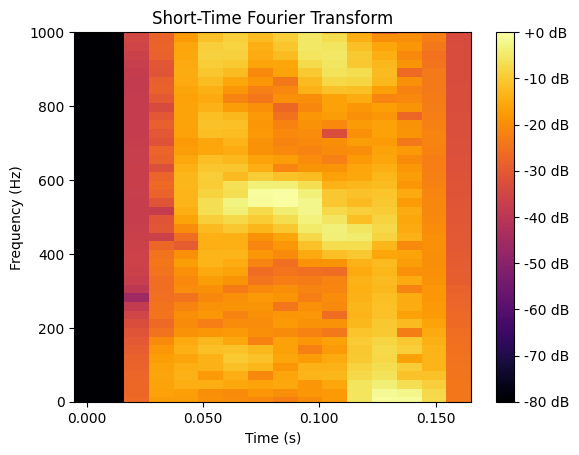 Short-Time Fourier Transform
1000
800
600
400
200
0
Frequency (Hz)
0.000
0.050
0.100
0.150
Time (s)
+0 dB
-10 dB
-20 dB
-30 dB
-40 dB
-50 dB
-60 dB
-70 dB
-80 dB